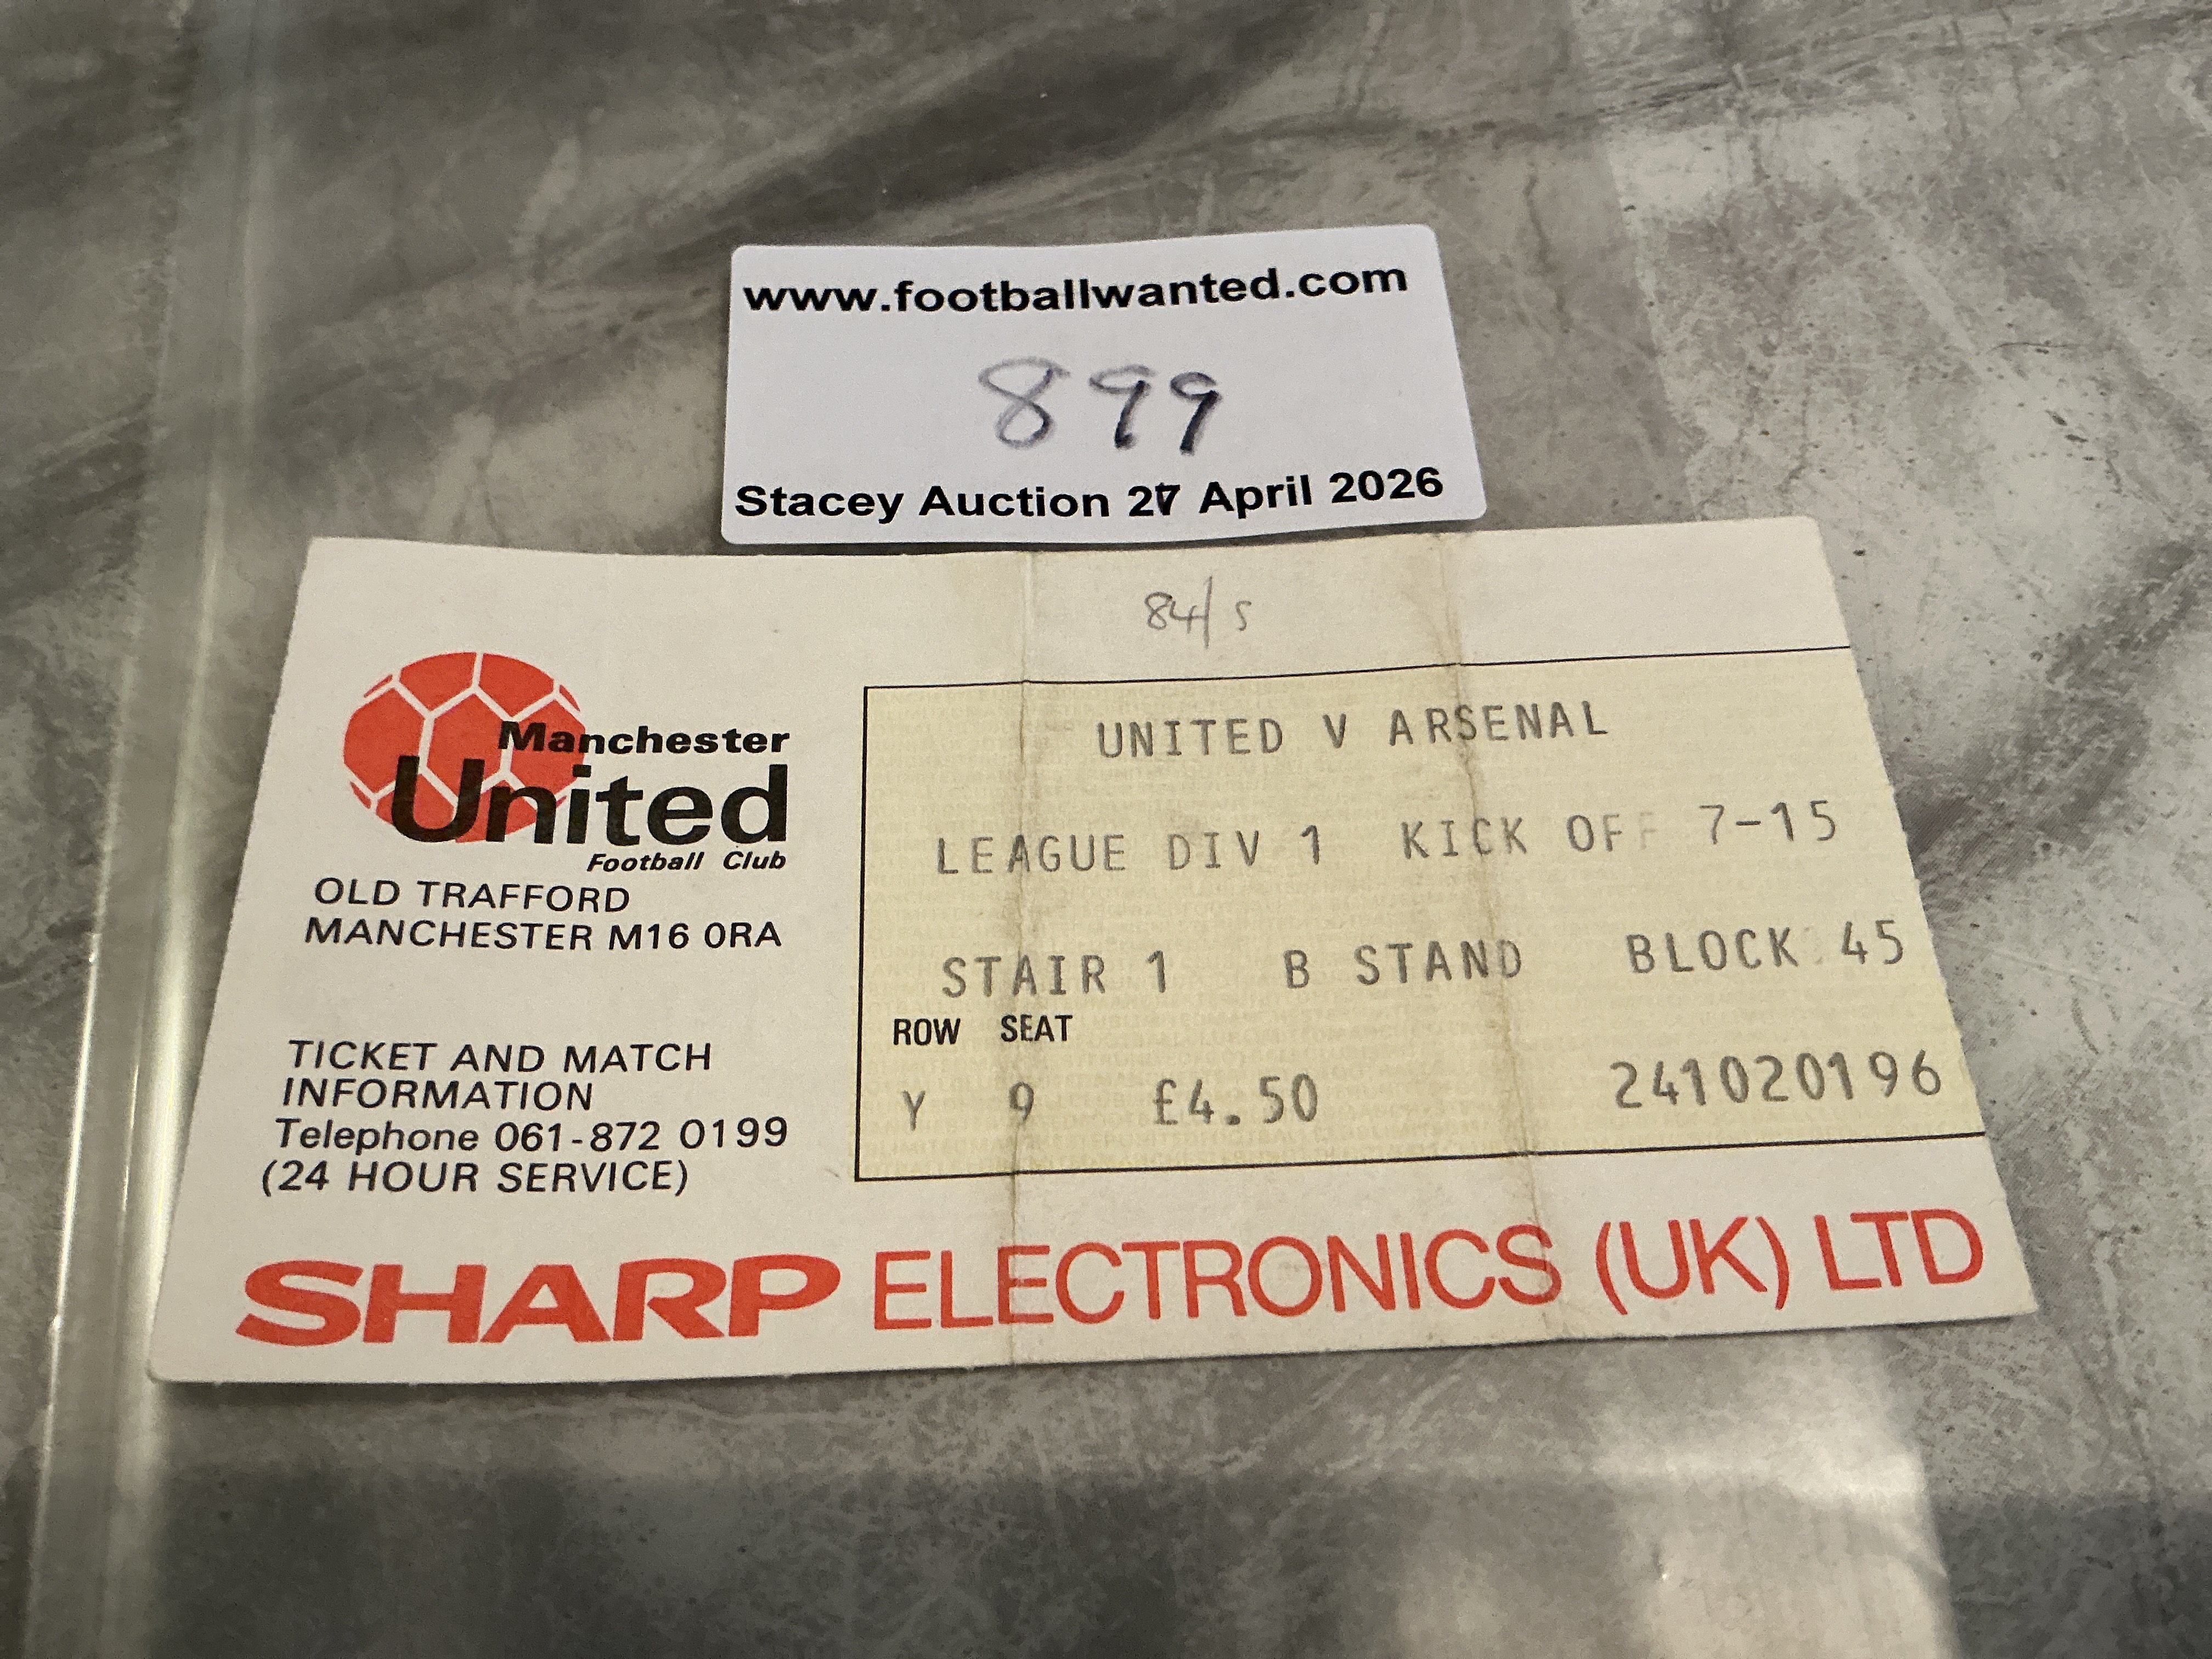 www.footballwanted.com
899
Stacey Auction 27 April 2026
84/5
Manchester
United
Football Club
OLD TRAFFORD
MANCHESTER M16 0RA
TICKET AND MATCH
INFORMATION
Telephone 061-872 0199
(24 HOUR SERVICE)
UNITED V ARSENAL
LEAGUE DIV 1 KICK OFF 7-15
STAIR 1 B STAND BLOCK 45
ROW SEAT
Y 9 £4.50 241020196
SHARP ELECTRONICS (UK) LTD